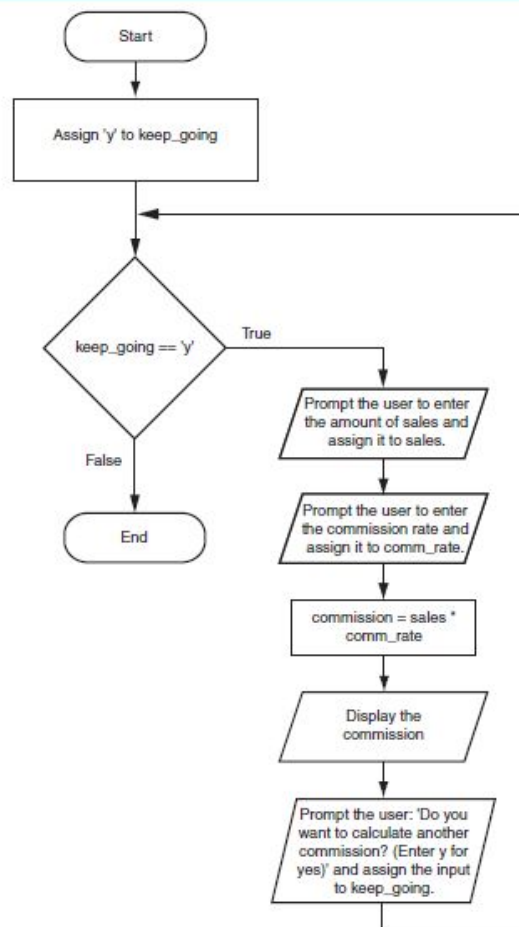 Start
Assign 'y' to keep_going
keep_going == 'y'
True
False
End
Prompt the user to enter
the amount of sales and
assign it to sales.
Prompt the user to enter
the commission rate and
assign it to comm_rate.
commission = sales *
comm_rate
Display the
commission
Prompt the user: 'Do you
want to calculate another
commission? (Enter y for
yes)' and assign the input
to keep_going.